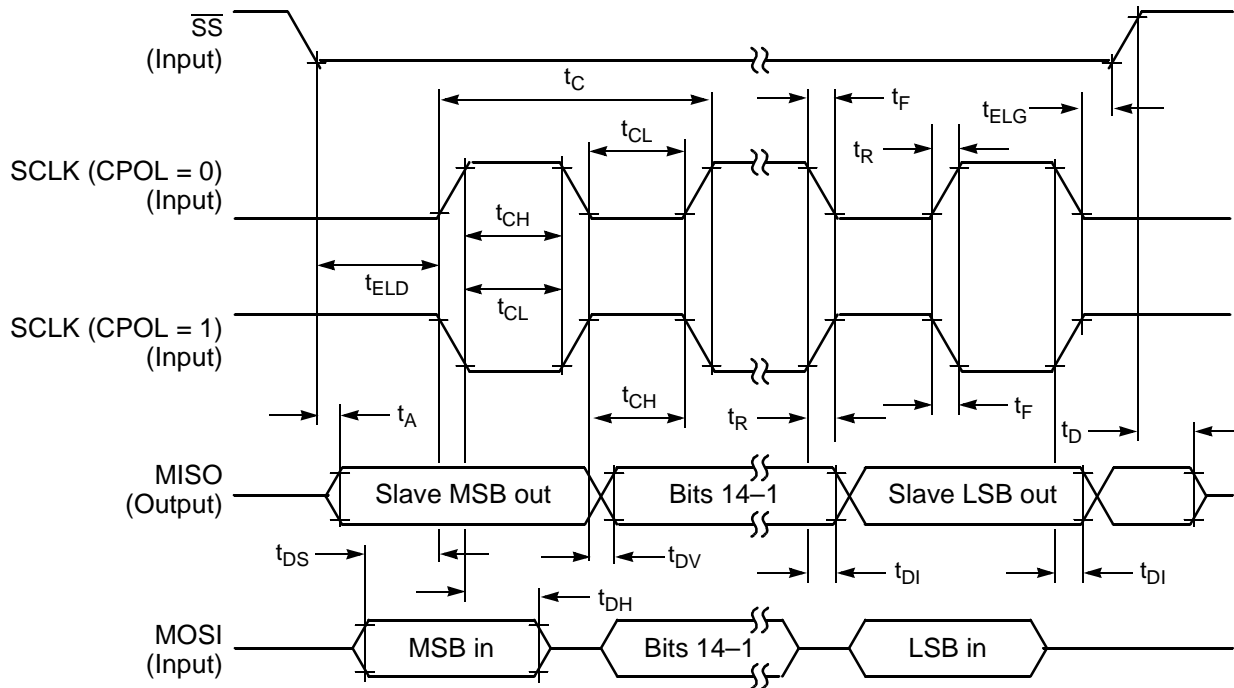 SS
(Input)
tC
tF
tELG
tCL
tR
SCLK (CPOL = 0)
(Input)
tCH
tELD
tCL
SCLK (CPOL = 1)
(Input)
tA
tCH
tR
tF
tD
MISO
(Output)
Slave MSB out
Bits 14–1
Slave LSB out
tDS
tDV
tDI
tDI
tDH
MOSI
(Input)
MSB in
Bits 14–1
LSB in